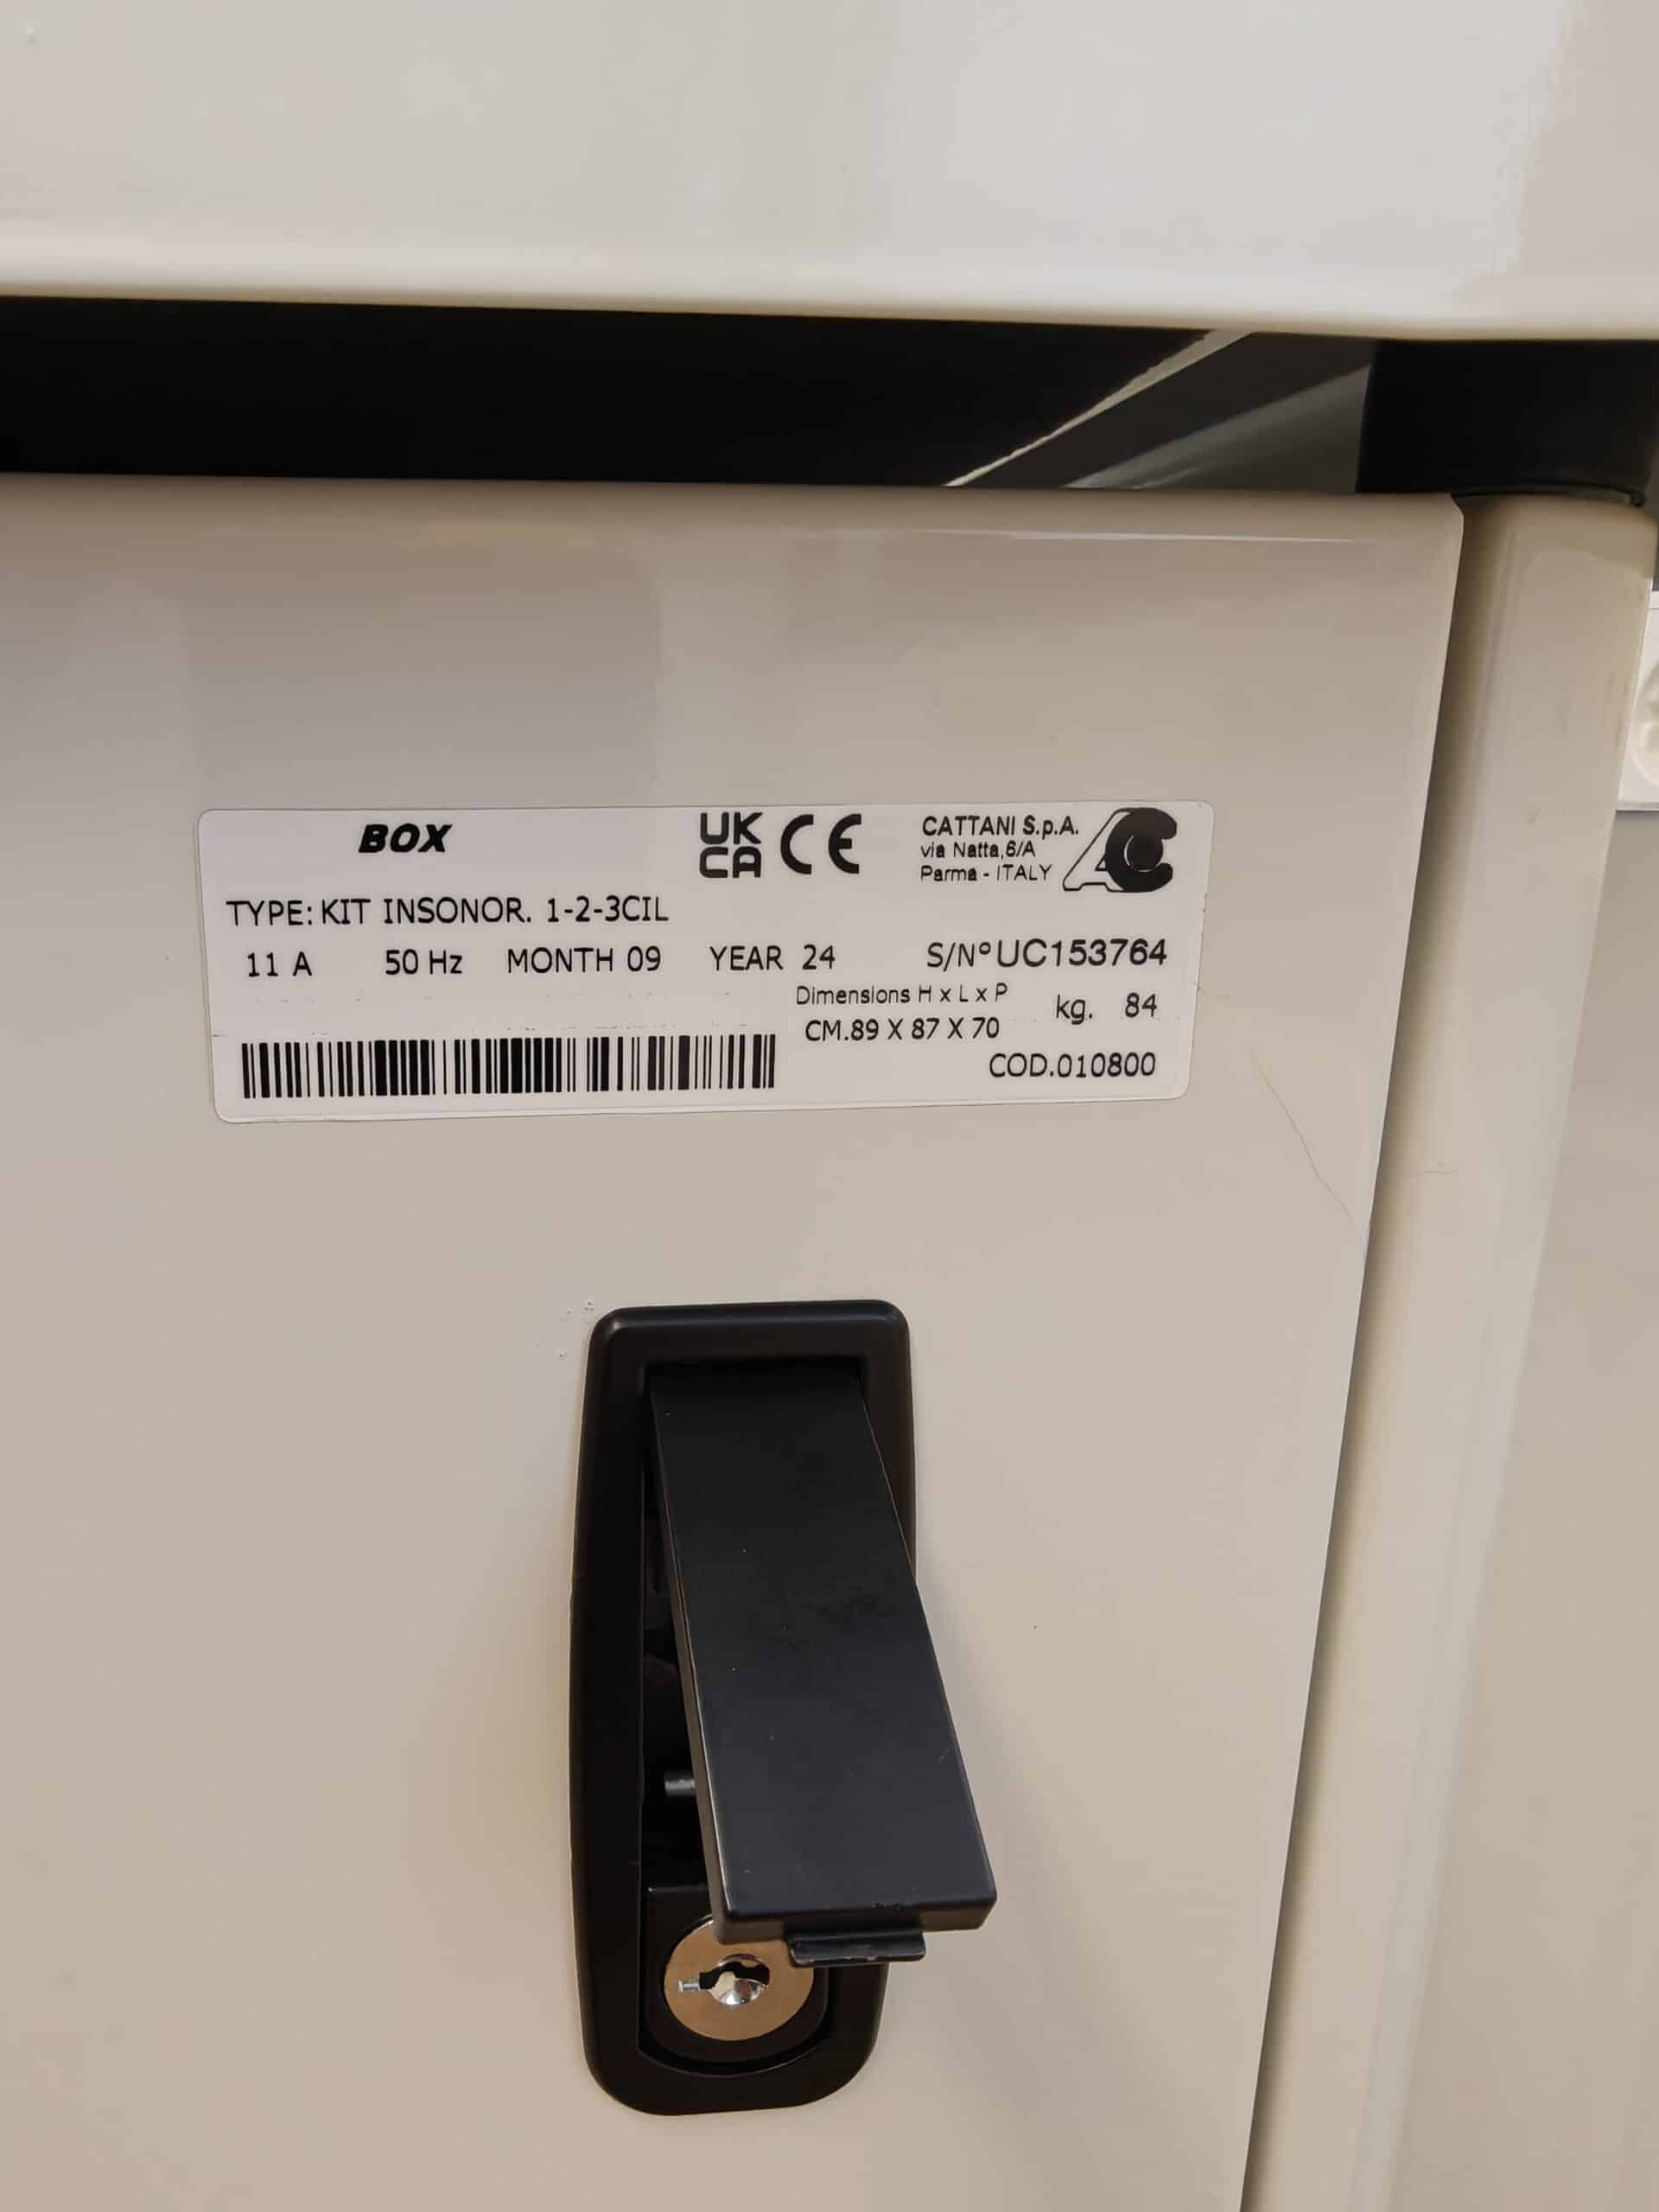 BOX
UK
CA CE
CATTANI S.p.A.
via Natta,6/A
Parma - ITALY
AC
TYPE: KIT INSONOR. 1-2-3CIL
11 A 50 Hz MONTH 09 YEAR 24 S/N°UC153764
Dimensions H x L x P kg. 84
CM.89 X 87 X 70
COD.010800